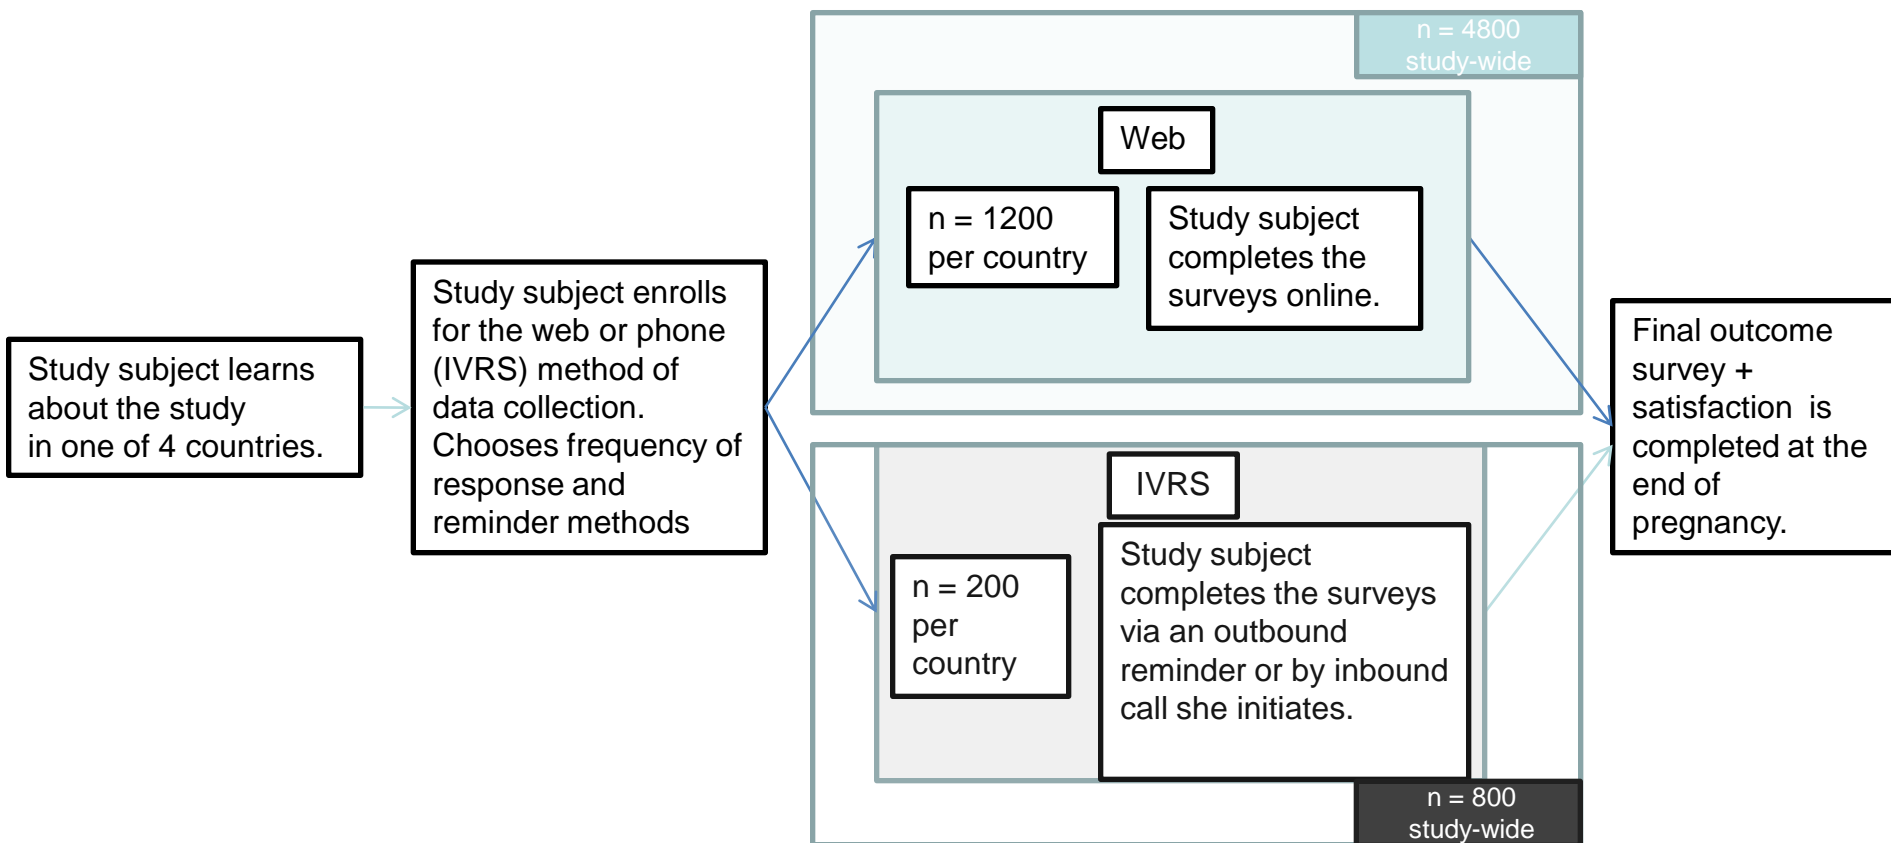 Study subject learns
about the study
in one of 4 countries.
Study subject enrolls
for the web or phone
(IVRS) method of
data collection.
Chooses frequency of
response and
reminder methods
n = 4800
study-wide
Web
n = 1200
per country
Study subject
completes the
surveys online.
IVRS
n = 200
per
country
Study subject
completes the surveys
via an outbound
reminder or by inbound
call she initiates.
n = 800
study-wide
Final outcome
survey +
satisfaction  is
completed at the
end of
pregnancy.